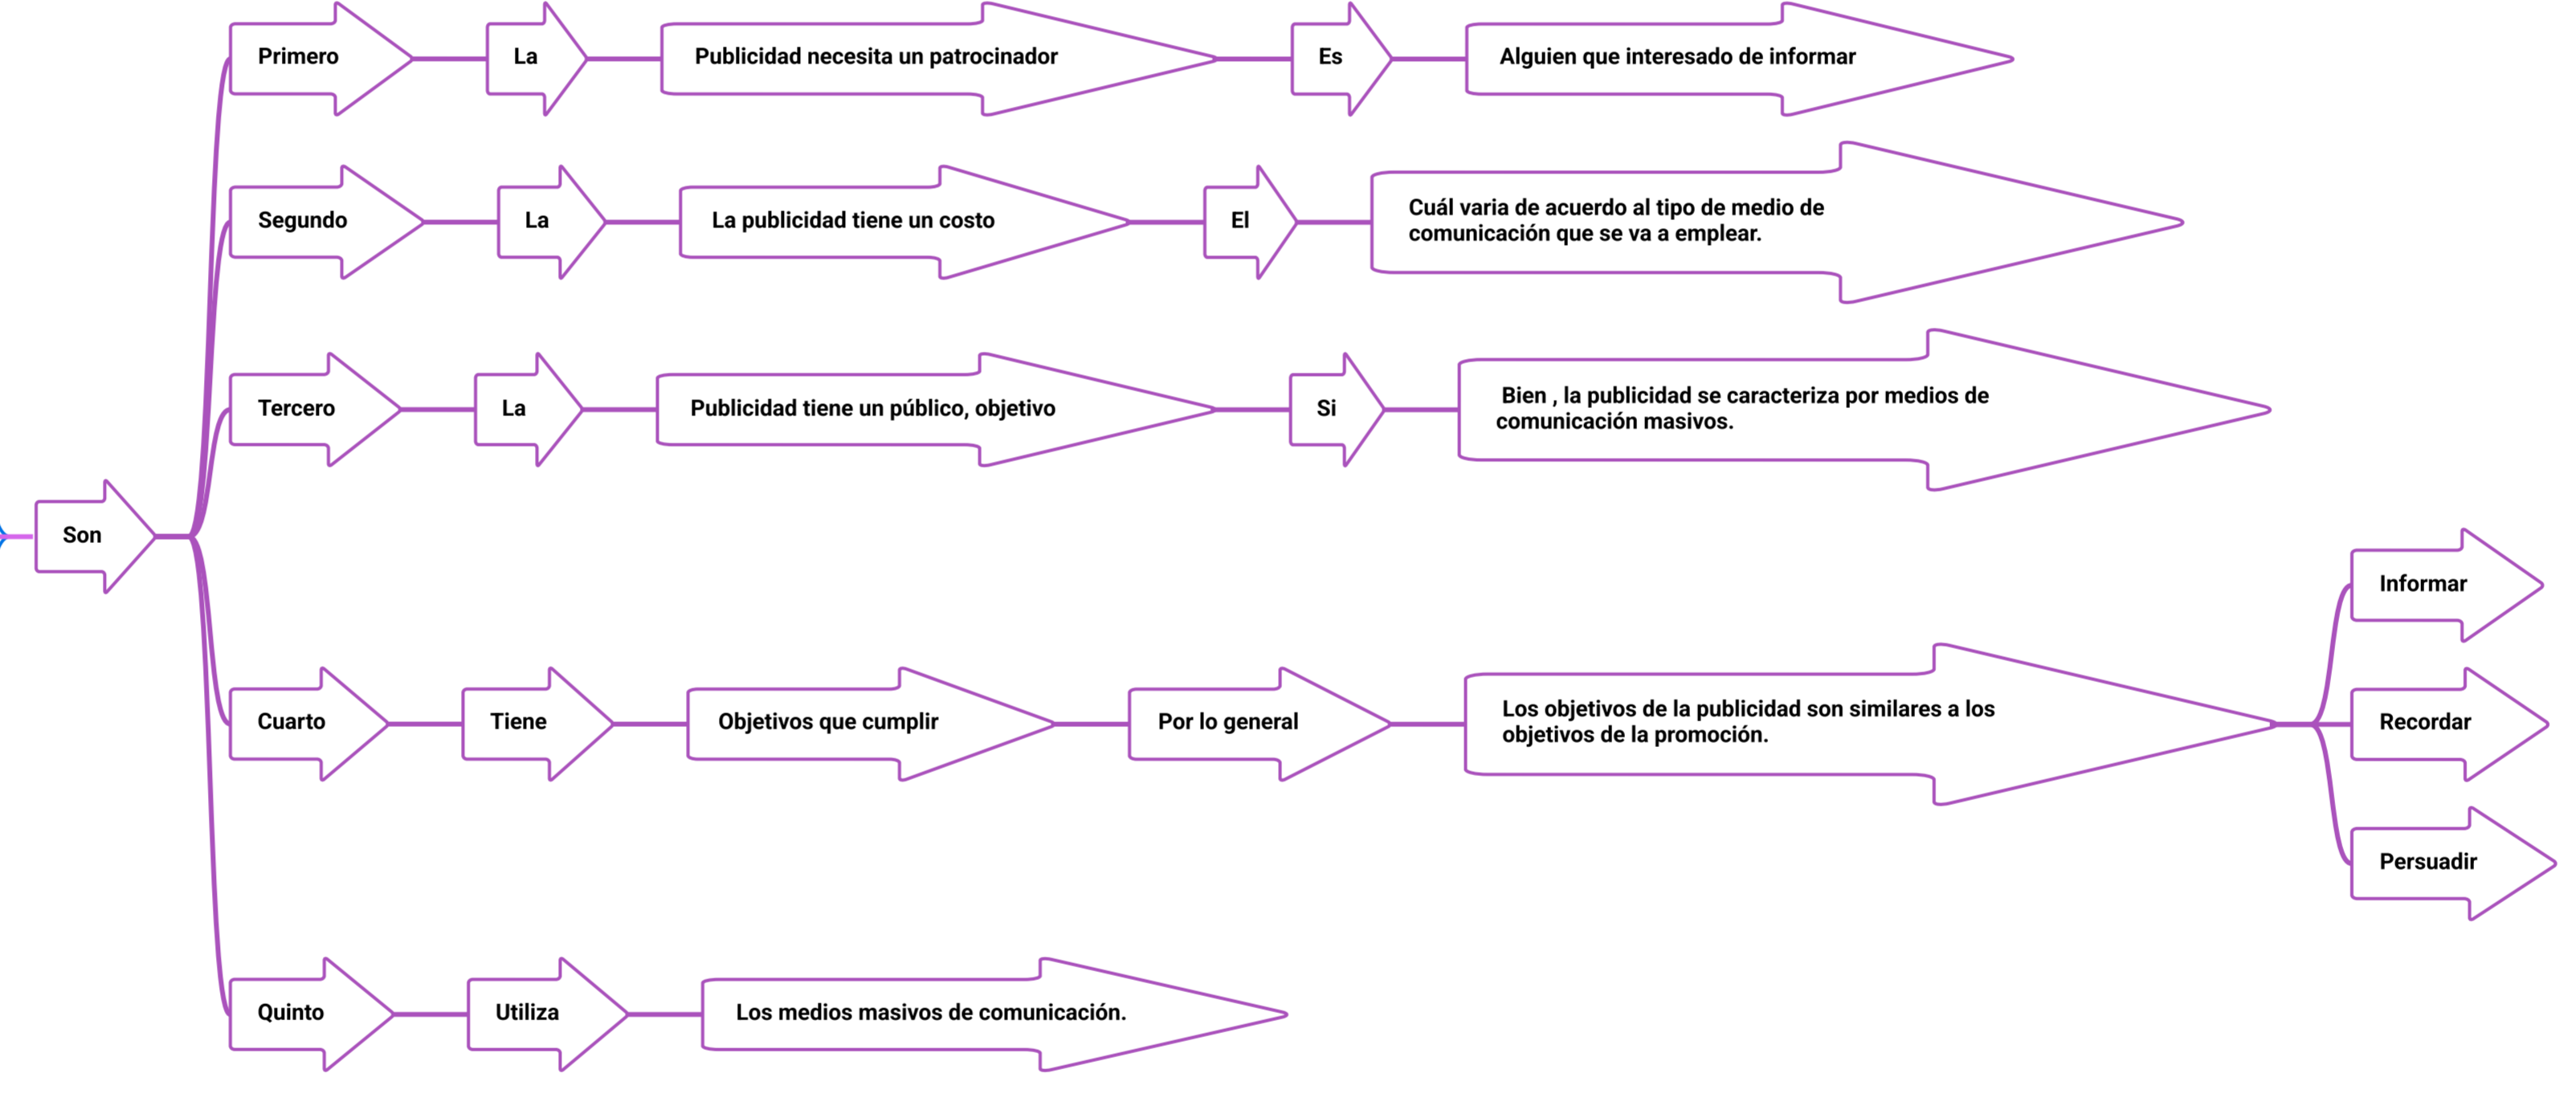 Primero
La
Publicidad necesita un patrocinador
Es
Alguien que interesado de informar
Segundo
La
La publicidad tiene un costo
El
Cuál varia de acuerdo al tipo de medio de
comunicación que se va a emplear.
Tercero
La
Publicidad tiene un público, objetivo
Si
Bien , la publicidad se caracteriza por medios de
comunicación masivos.
Son
Cuarto
Tiene
Objetivos que cumplir
Por lo general
Los objetivos de la publicidad son similares a los
objetivos de la promoción.
Informar
Recordar
Persuadir
Quinto
Utiliza
Los medios masivos de comunicación.